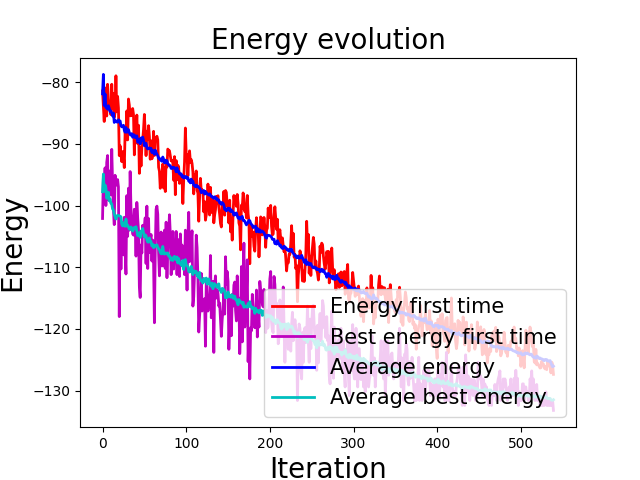 Energy evolution
Energy
−80
−90
−100
−110
−120
−130
Energy first time
Best energy first time
Average energy
Average best energy
0
100
200
300
400
500
Iteration